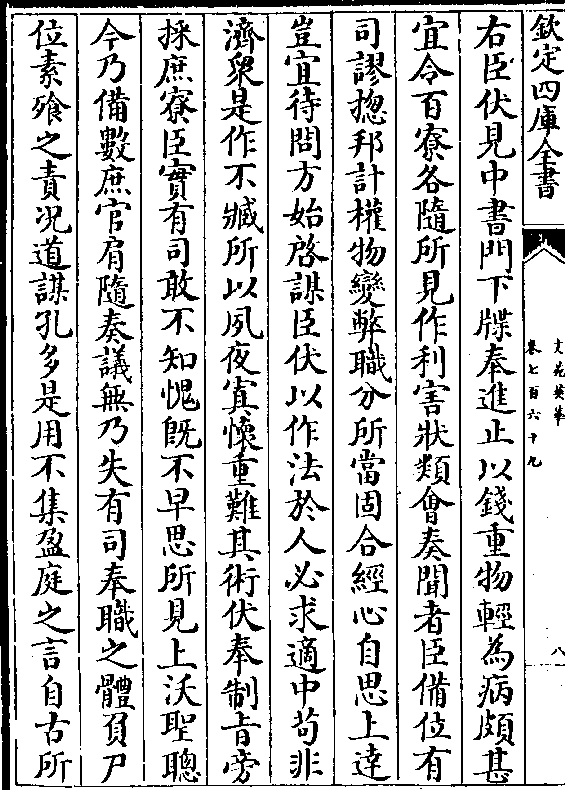 欽定四庫全書
文苑英華
卷七百六十九
八
右臣伏見中書門下牒奉進止以錢重物輕為病頗甚
宜令百寮各隨所見作利害狀類會奏聞者臣備位有
司謬揔邦計權物變弊職分所當固合經心自思上達
豈宜待問方始啓謀臣伏以作法於人必求適中苟非
濟衆是作不臧所以夙夜寘懷重難其術伏奉制旨旁
採庶寮臣實有司敢不知愧既不早思所見上沃聖聰
今乃備數庶官肩隨奏議無乃失有司奉職之體負尸
位素飱之責況道謀孔多是用不集盈庭之言自古所